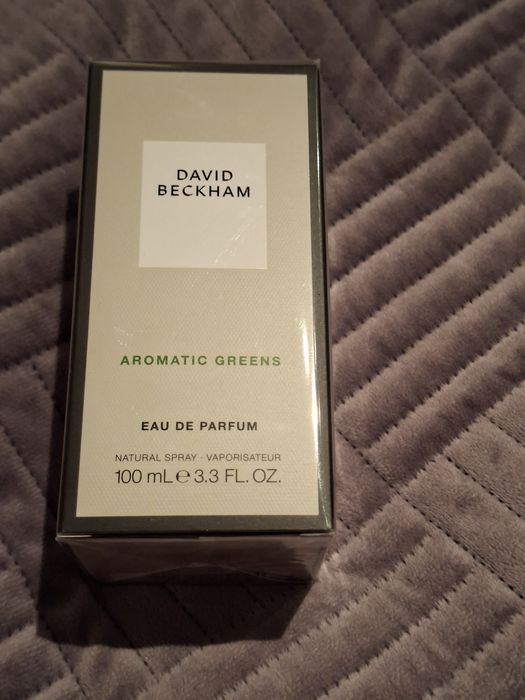 DAVID
BECKHAM
AROMATIC GREENS
EAU DE PARFUM
NATURAL SPRAY - VAPORISATEUR
100 mL ℮ 3.3 FL. OZ.